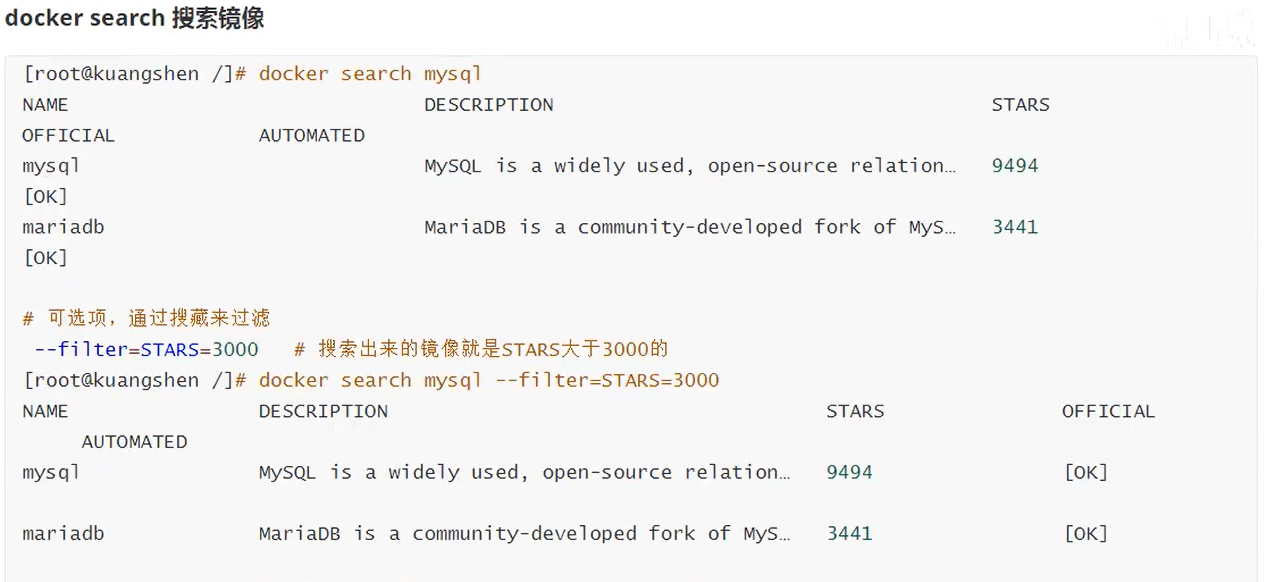 docker search 搜索镜像
[root@kuangshen /]# docker search mysql
NAME DESCRIPTION STARS
OFFICIAL AUTOMATED
mysql MySQL is a widely used, open-source relation… 9494
[OK]
mariadb MariaDB is a community-developed fork of MyS… 3441
[OK]
# 可选项，通过搜藏来过滤
--filter=STARS=3000 # 搜索出来的镜像就是STARS大于3000的
[root@kuangshen /]# docker search mysql --filter=STARS=3000
NAME DESCRIPTION STARS OFFICIAL
AUTOMATED
mysql MySQL is a widely used, open-source relation… 9494 [OK]
mariadb MariaDB is a community-developed fork of MyS… 3441 [OK]